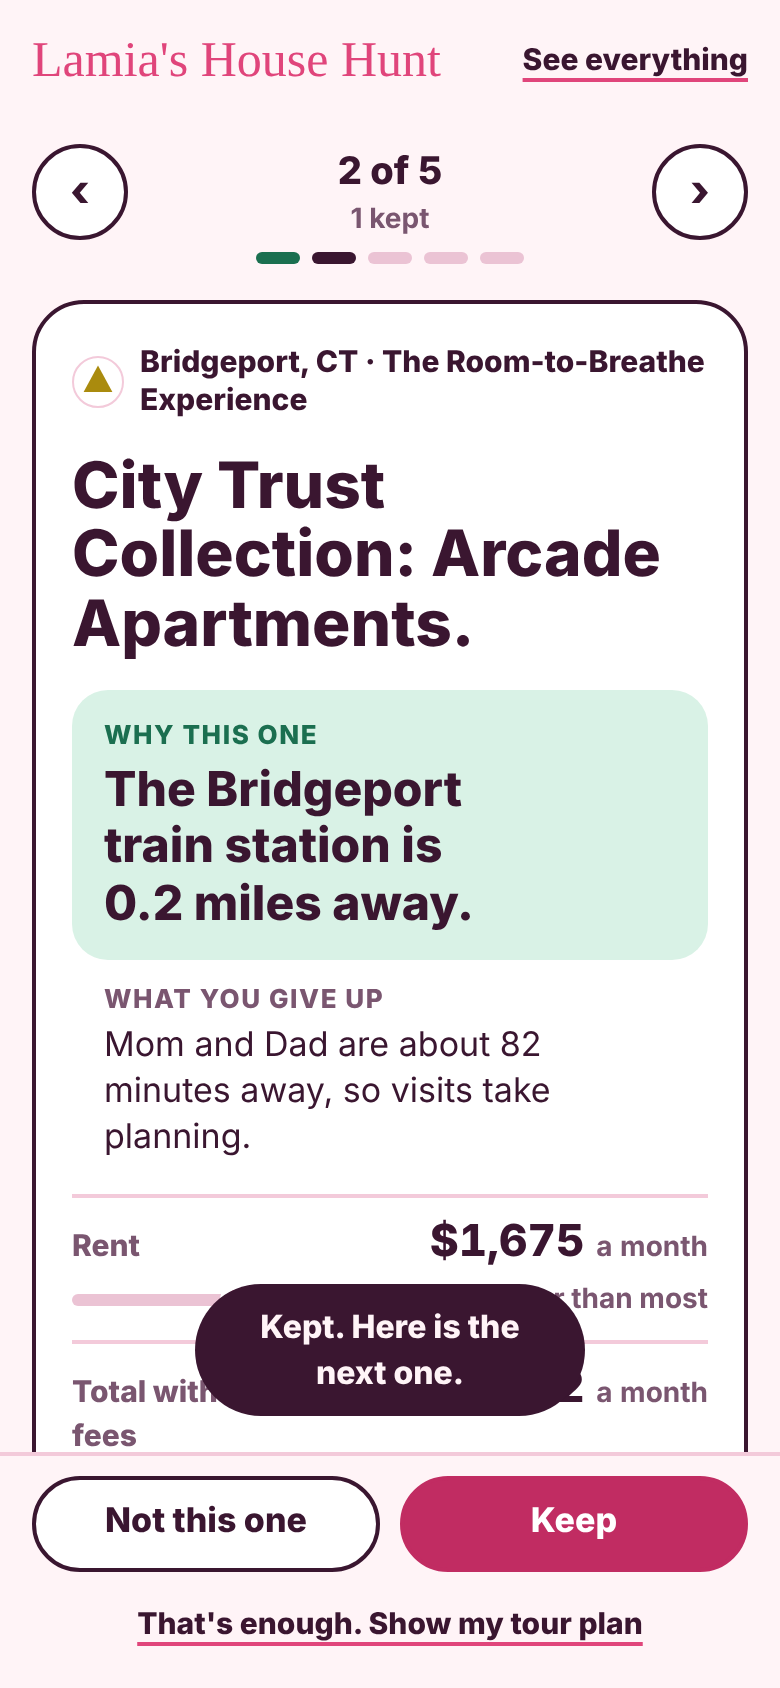 Lamia's House Hunt
See everything
‹
2 of 5
›
1 kept
Bridgeport, CT · The Room-to-Breathe
Experience
City Trust
Collection: Arcade
Apartments.
WHY THIS ONE
The Bridgeport
train station is
0.2 miles away.
WHAT YOU GIVE UP
Mom and Dad are about 82
minutes away, so visits take
planning.
Rent
$1,675 a month
than most
Kept. Here is the
next one.
Total with
a month
fees
Not this one
Keep
That's enough. Show my tour plan